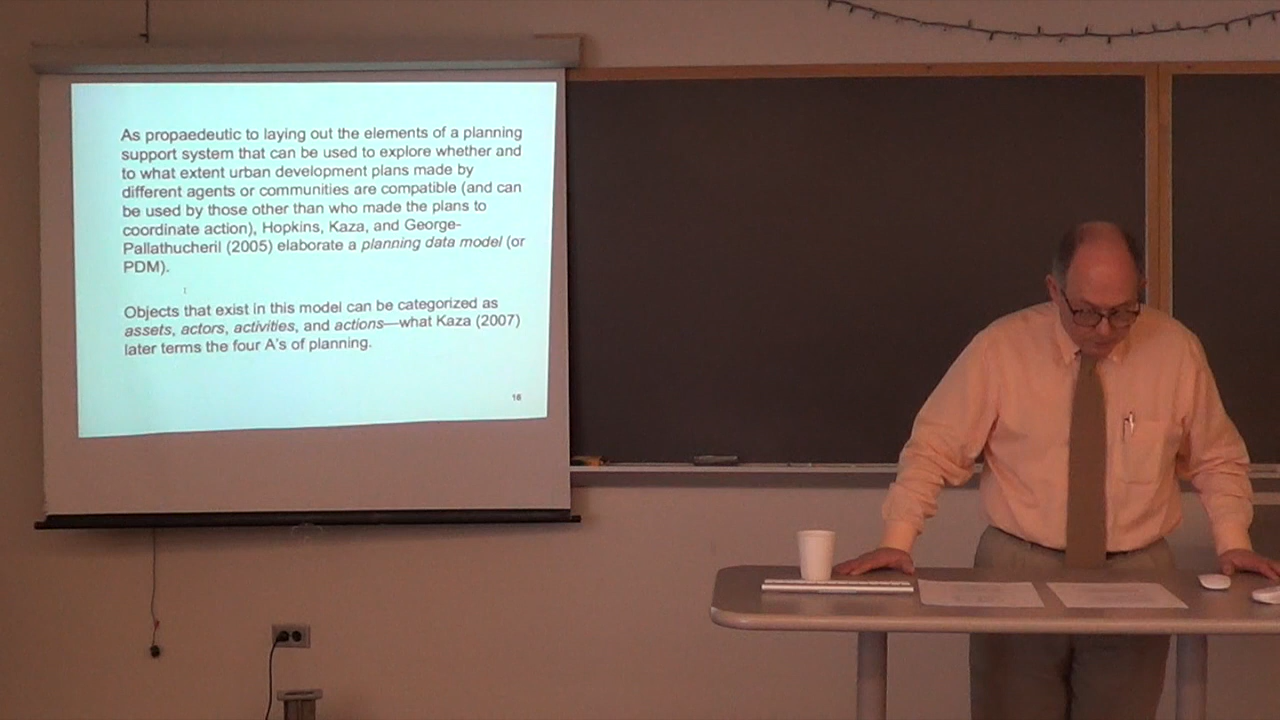 As propaedeutic to laying out the elements of a planning
support system that can be used to explore whether and
to what extent urban development plans made by
different agents or communities are compatible (and can
be used by those other than who made the plans to
coordinate action), Hopkins, Kaza, and George-
Pallathucheril (2005) elaborate a planning data model (or
PDM).
Objects that exist in this model can be categorized as
assets, actors, activities, and actions—what Kaza (2007)
later terms the four A's of planning.
16